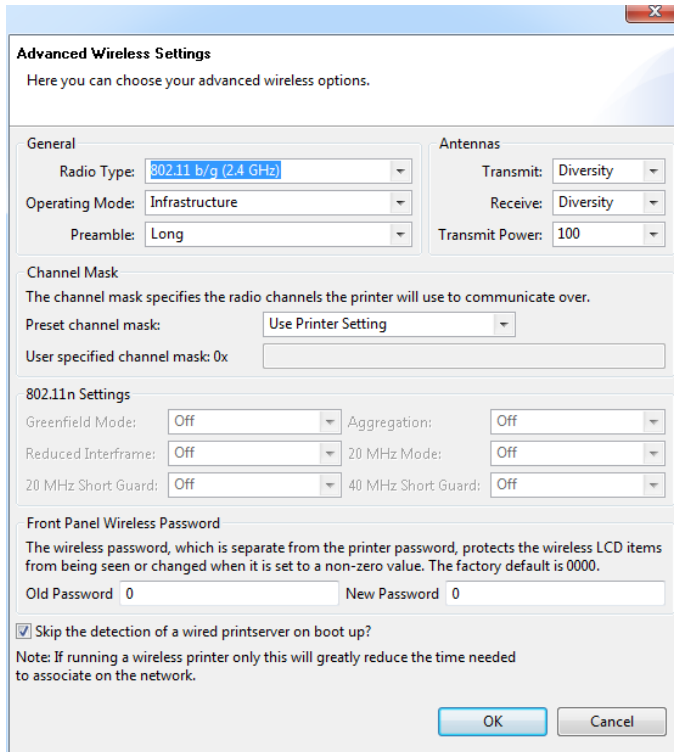 Advanced Wireless Settings
Here you can choose your advanced wireless options.
General
Antennas
Radio Type: 802.11 b/g (2.4 GHz)
Transmit: Diversity
Operating Mode: Infrastructure
Receive: Diversity
Preamble: Long
Transmit Power: 100
Channel Mask
The channel mask specifies the radio channels the printer will use to communicate over.
Preset channel mask: Use Printer Setting
User specified channel mask: 0x
802.11n Settings
Greenfield Mode: Off Aggregation: Off
Reduced Interframe: Off 20 MHz Mode: Off
20 MHz Short Guard: Off 40 MHz Short Guard: Off
Front Panel Wireless Password
The wireless password, which is separate from the printer password, protects the wireless LCD items
from being seen or changed when it is set to a non-zero value. The factory default is 0000.
Old Password 0 New Password 0
Skip the detection of a wired printserver on boot up?
Note: If running a wireless printer only this will greatly reduce the time needed
to associate on the network.
OK Cancel